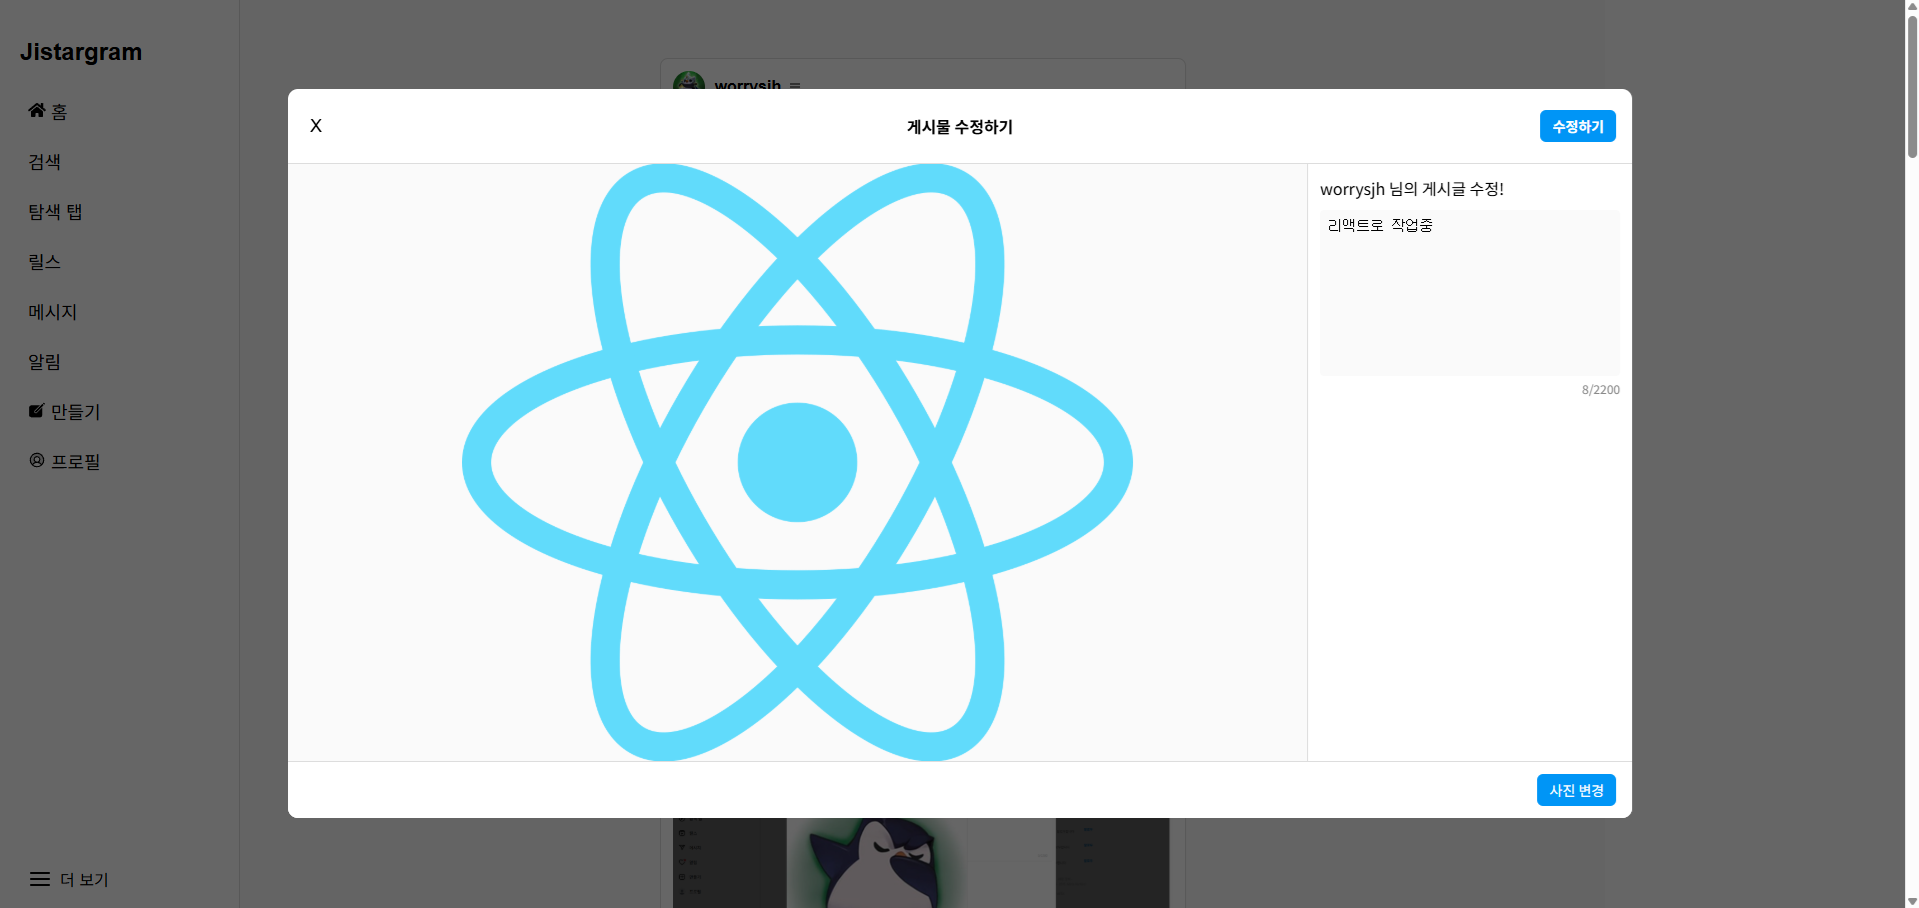 Jistargram
홈
검색
탐색 탭
릴스
메시지
알림
만들기
프로필
더 보기
worrysjh
X
게시물 수정하기
수정하기
worrysjh 님의 게시글 수정!
리액트로 작업중
8/2200
사진 변경